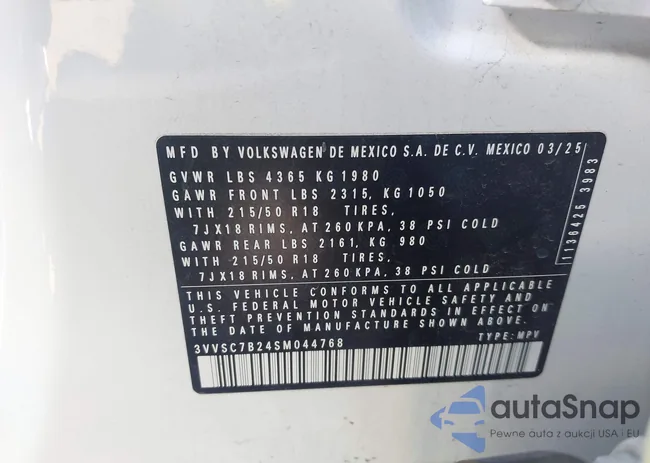 MFD BY VOLKSWAGEN DE MEXICO S.A. DE C.V. MEXICO 03/25
GVWR LBS 4365 KG 1980
GAWR FRONT LBS 2315, KG 1050
WITH 215/50 R18 TIRES,
7JX18 RIMS, AT 260 KPA, 38 PSI COLD
GAWR REAR LBS 2161, KG 980
WITH 215/50 R18 TIRES,
7JX18 RIMS, AT 260 KPA, 38 PSI COLD
THIS VEHICLE CONFORMS TO ALL APPLICABLE
U.S. FEDERAL MOTOR VEHICLE SAFETY AND
THEFT PREVENTION STANDARDS IN EFFECT ON
THE DATE OF MANUFACTURE SHOWN ABOVE.
3VVSC7B24SM044768 TYPE: MPV
1136425 3983
autaSnap
Pewne auta z aukcji USA i EU